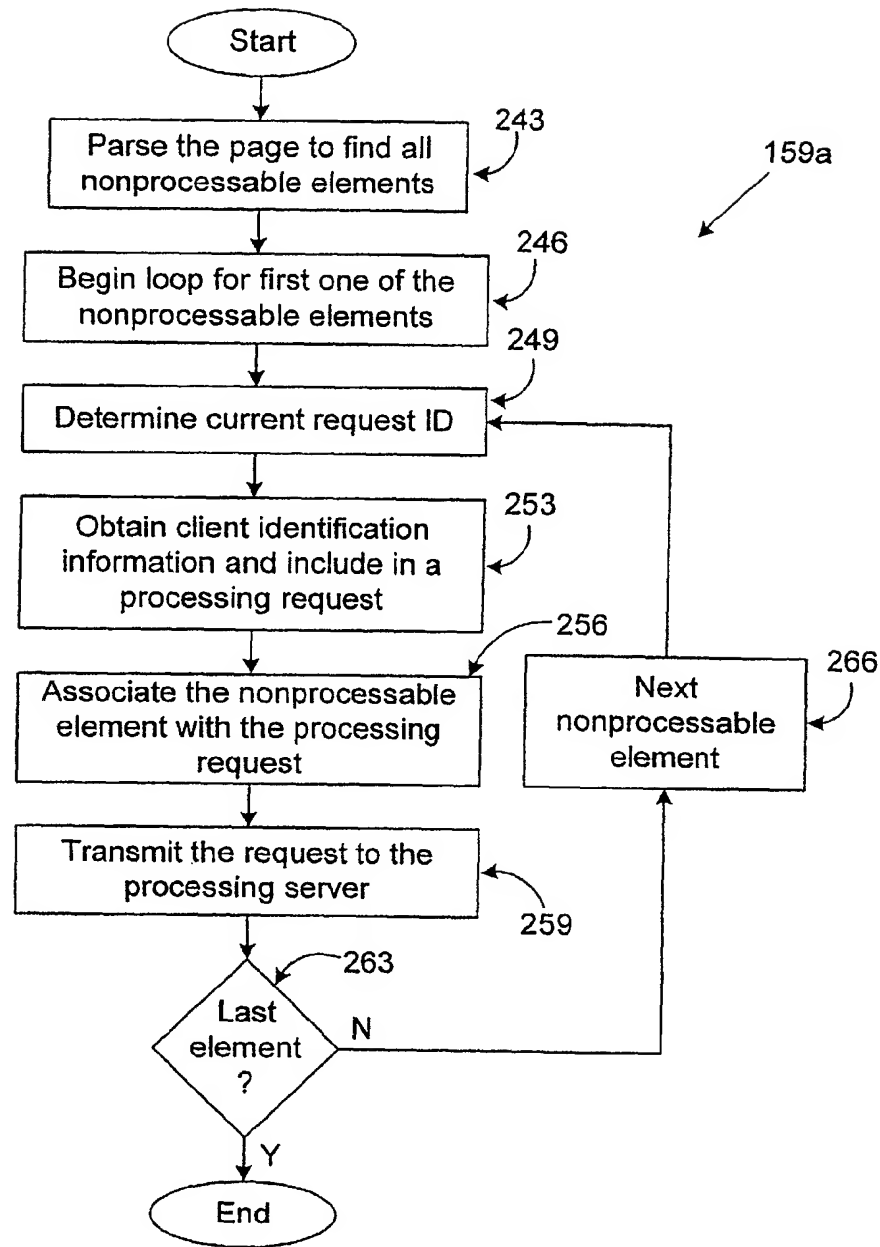 Start
243
Parse the page to find all
nonprocessable elements
159a
246
Begin loop for first one of the
nonprocessable elements
249
Determine current request ID
253
Obtain client identification
information and include in a
processing request
256
Associate the nonprocessable
element with the processing
request
266
Next
nonprocessable
element
Transmit the request to the
processing server
259
263
Last
element
?
N
Y
End